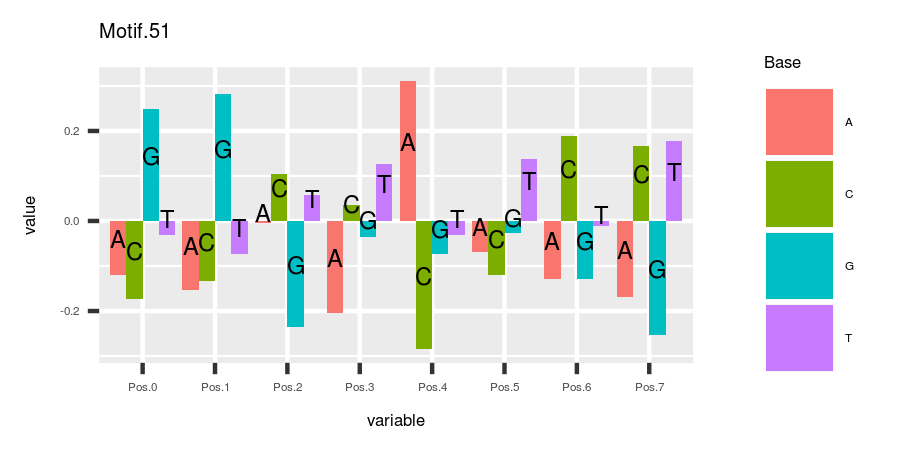 Motif.51
value
0.2
0.0
-0.2
A C G T A C G T A C G T A C G T A C G T A C G T A C G T A C G T
Pos.0 Pos.1 Pos.2 Pos.3 Pos.4 Pos.5 Pos.6 Pos.7
variable
Base
A
C
G
T